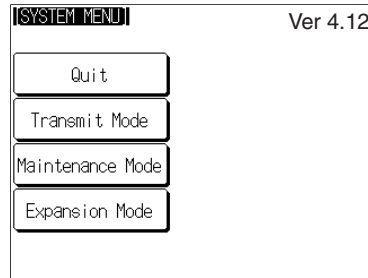 SYSTEM MENU
Ver 4.12
Quit
Transmit Mode
Maintenance Mode
Expansion Mode